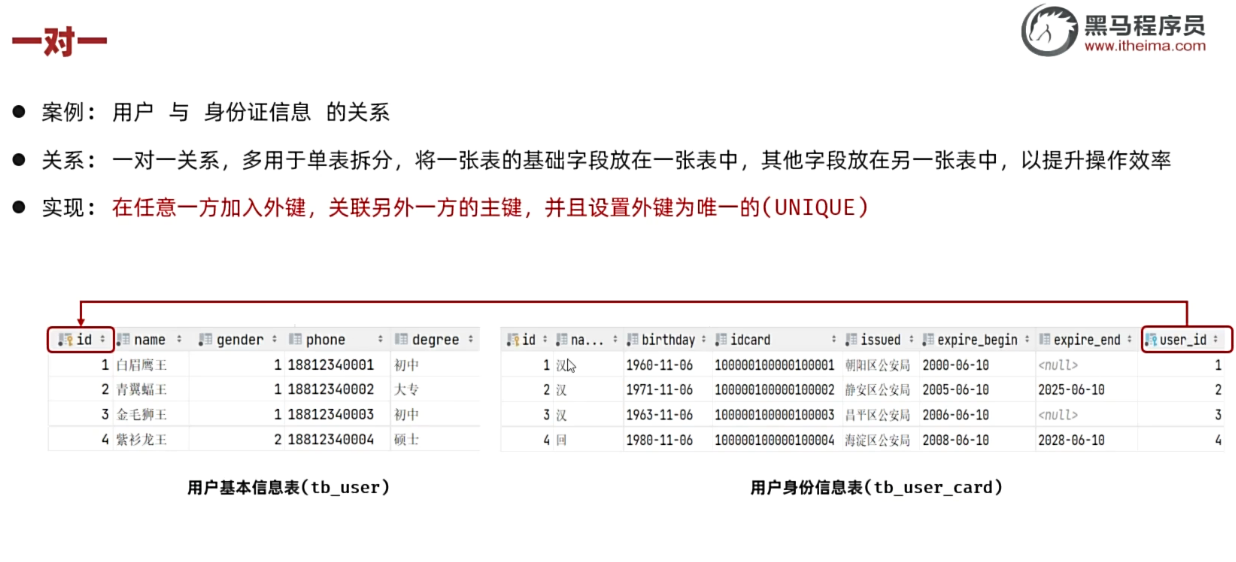 一对一
黑马程序员
www.itheima.com
● 案例: 用户 与 身份证信息 的关系
● 关系: 一对一关系, 多用于单表拆分, 将一张表的基础字段放在一张表中, 其他字段放在另一张表中, 以提升操作效率
● 实现: 在任意一方加入外键, 关联另外一方的主键, 并且设置外键为唯一的(UNIQUE)
id name gender phone degree
1 白眉鹰王 1 18812340001 初中
2 青翼蝠王 1 18812340002 大专
3 金毛狮王 1 18812340003 初中
4 紫衫龙王 2 18812340004 硕士
用户基本信息表(tb_user)
id na... birthday idcard issued expire_begin expire_end user_id
1 汉 1960-11-06 100000100000100001 朝阳区公安局 2000-06-10 <null> 1
2 汉 1971-11-06 100000100000100002 静安区公安局 2005-06-10 2025-06-10 2
3 汉 1963-11-06 100000100000100003 昌平区公安局 2006-06-10 <null> 3
4 回 1980-11-06 100000100000100004 海淀区公安局 2008-06-10 2028-06-10 4
用户身份信息表(tb_user_card)